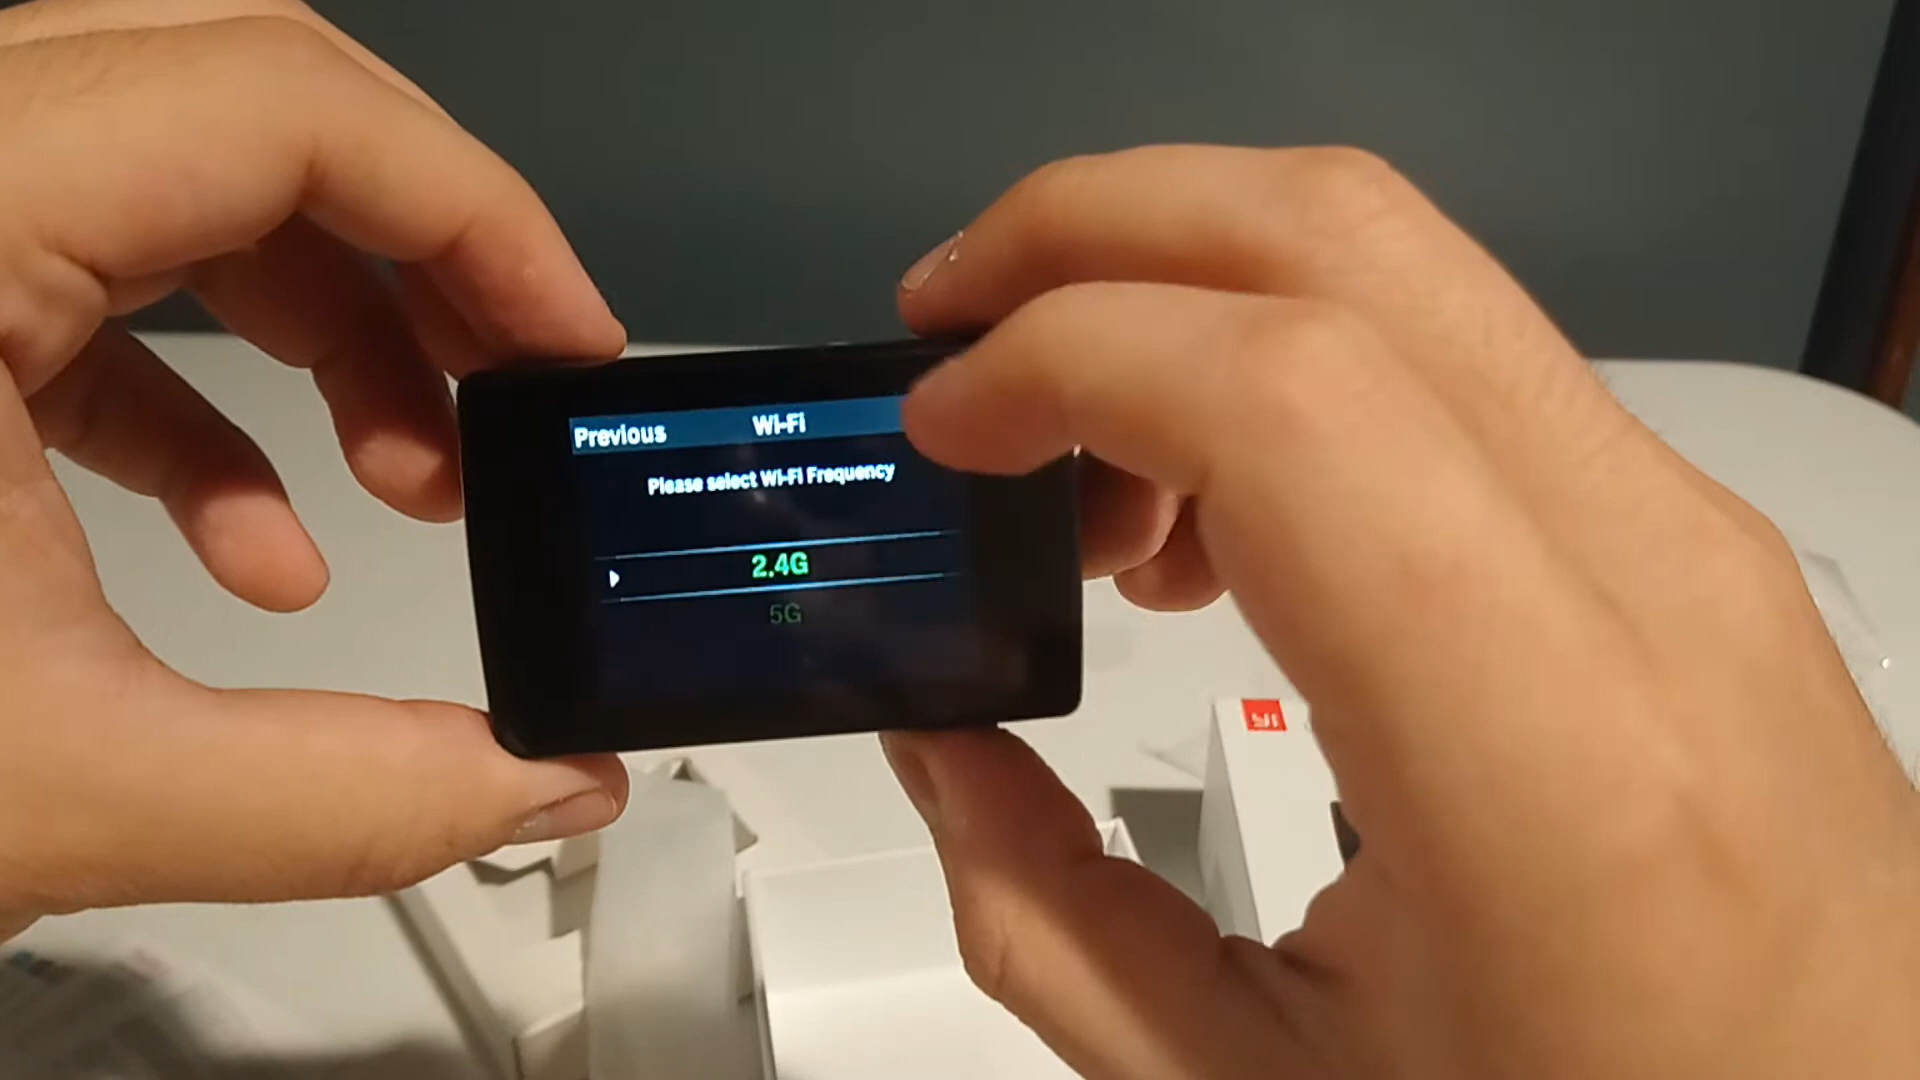 Previous
Wi-Fi
Please select Wi-Fi Frequency
2.4G
5G